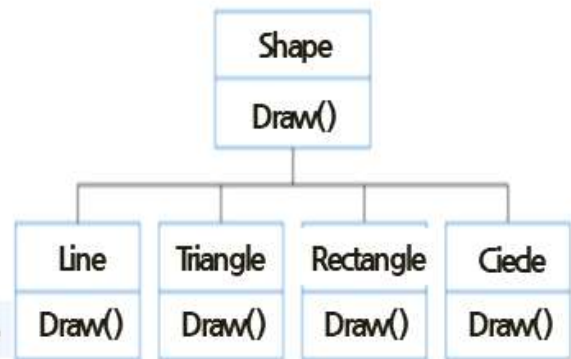 Shape
Draw()
Line
Triangle
Rectangle
Ciecle
Draw()
Draw()
Draw()
Draw()